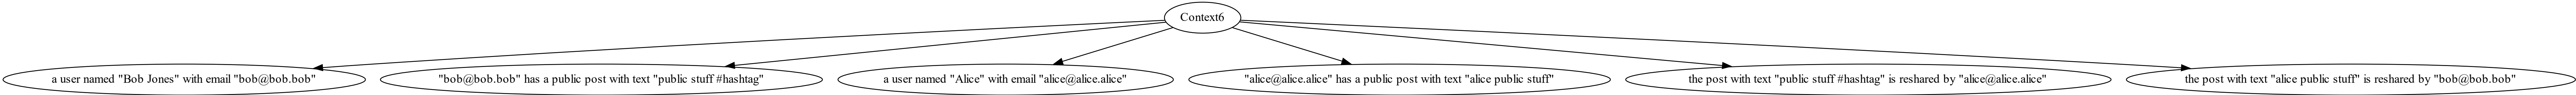 Context6
a user named "Bob Jones" with email "bob@bob.bob"
"bob@bob.bob" has a public post with text "public stuff #hashtag"
a user named "Alice" with email "alice@alice.alice"
"alice@alice.alice" has a public post with text "alice public stuff"
the post with text "public stuff #hashtag" is reshared by "alice@alice.alice"
the post with text "alice public stuff" is reshared by "bob@bob.bob"